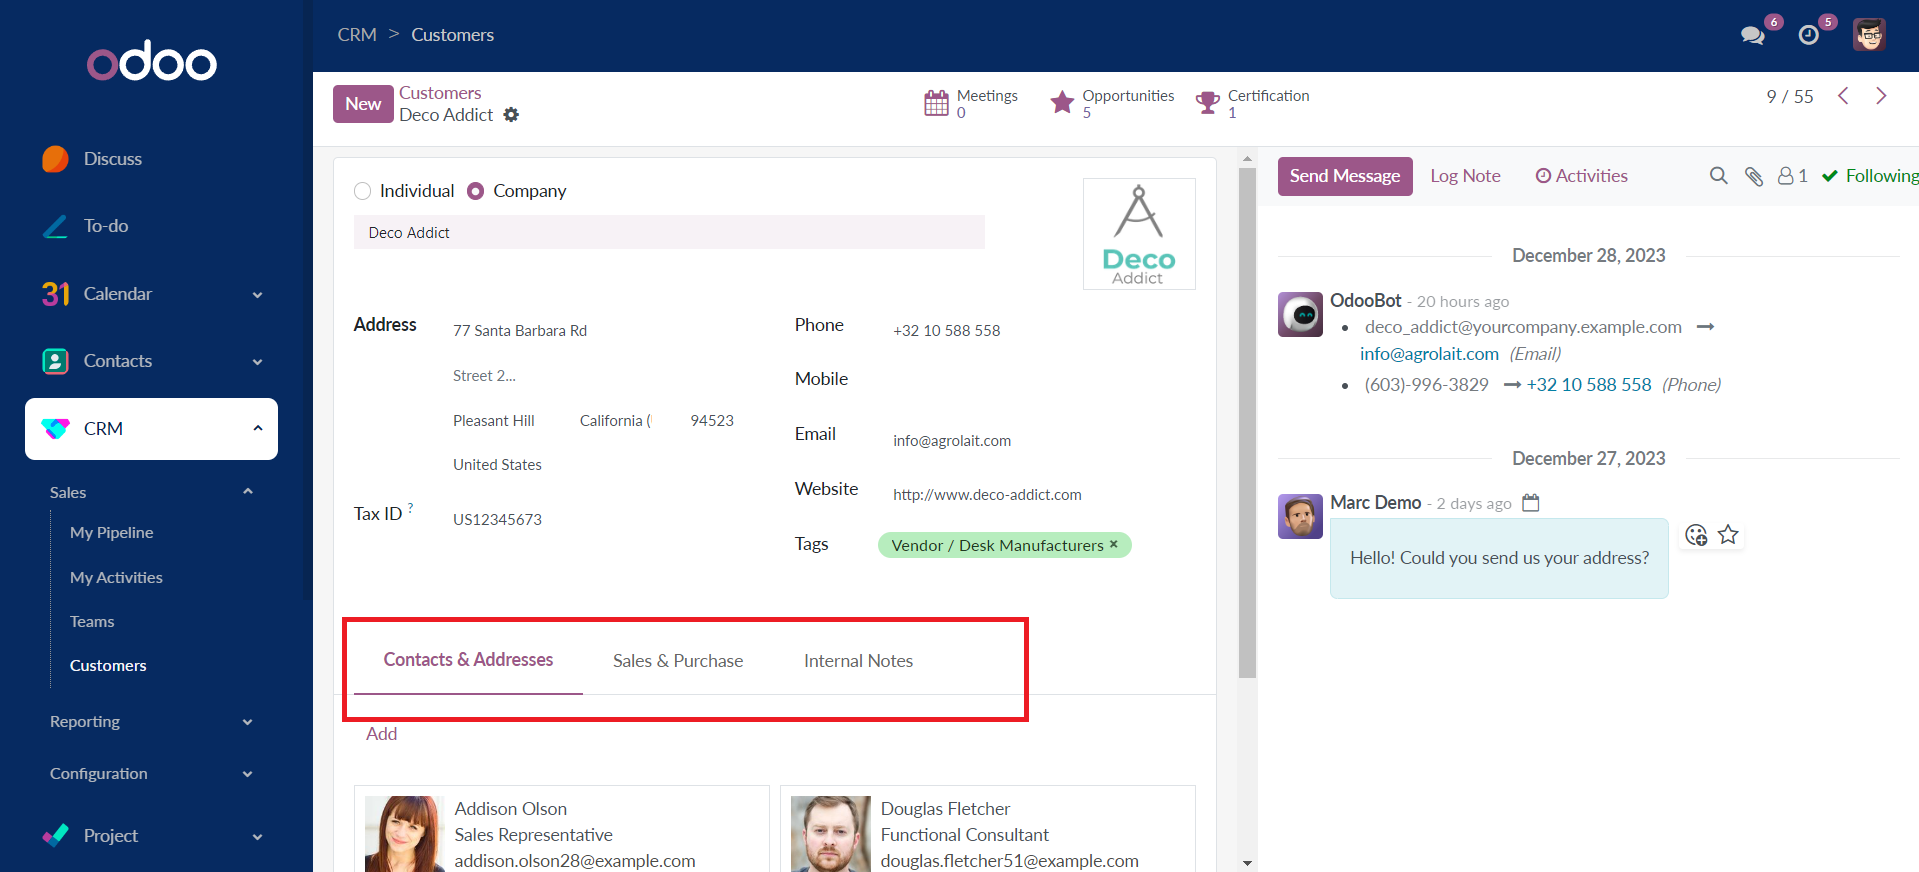 odoo
Discuss
To-do
31 Calendar
Contacts
CRM
Sales
My Pipeline
My Activities
Teams
Customers
Reporting
Configuration
Project
CRM > Customers
6
5
New
Customers
Deco Addict
Meetings
0
Opportunities
5
Certification
1
9 / 55
Individual
Company
Deco Addict
Deco
Addict
Address
77 Santa Barbara Rd
Street 2...
Pleasant Hill California ( 94523
United States
Tax ID ?
US12345673
Phone
+32 10 588 558
Mobile
Email
info@agrolait.com
Website
http://www.deco-addict.com
Tags
Vendor / Desk Manufacturers ×
Contacts & Addresses
Sales & Purchase
Internal Notes
Add
Addison Olson
Sales Representative
addison.olson28@example.com
Douglas Fletcher
Functional Consultant
douglas.fletcher51@example.com
Send Message
Log Note
Activities
1
Following
December 28, 2023
OdooBot - 20 hours ago
• deco_addict@yourcompany.example.com →
info@agrolait.com (Email)
• (603)-996-3829 → +32 10 588 558 (Phone)
December 27, 2023
Marc Demo - 2 days ago
Hello! Could you send us your address?